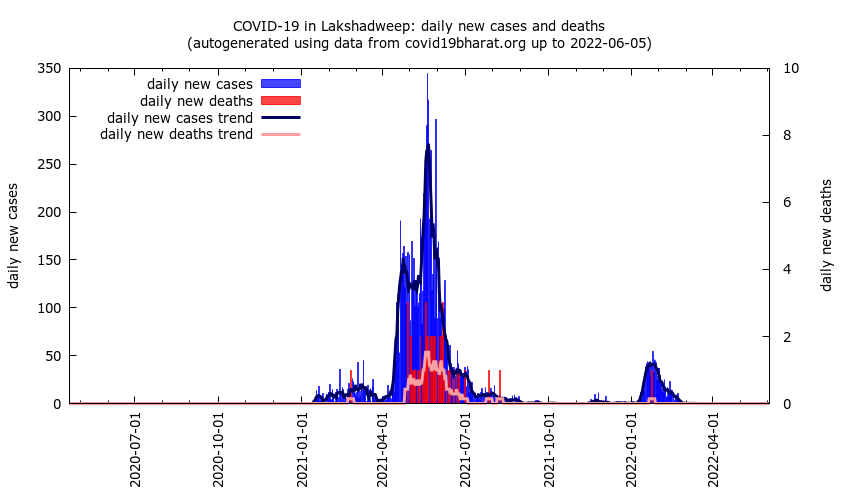 COVID-19 in Lakshadweep: daily new cases and deaths
(autogenerated using data from covid19bharat.org up to 2022-06-05)
daily new cases
daily new deaths
daily new cases trend
daily new deaths trend
350
300
250
200
150
100
50
0
daily new cases
10
8
6
4
2
0
daily new deaths
2020-07-01
2020-10-01
2021-01-01
2021-04-01
2021-07-01
2021-10-01
2022-01-01
2022-04-01